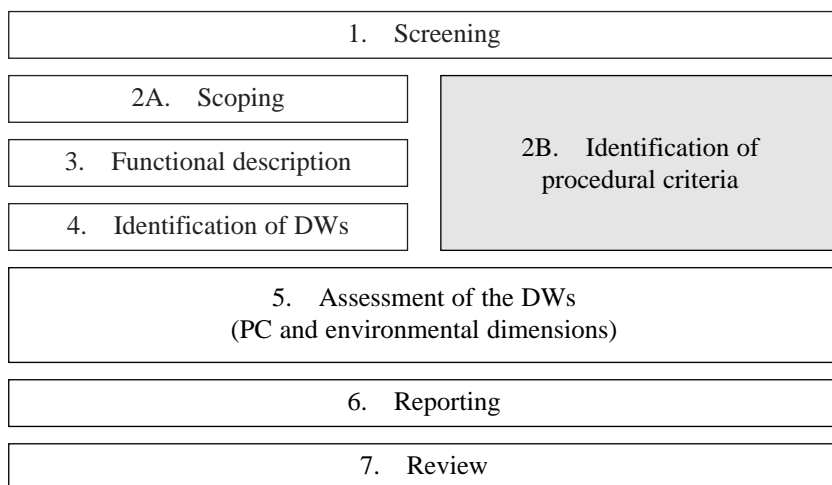 1. Screening
2A. Scoping
3. Functional description
4. Identification of DWs
2B. Identification of
procedural criteria
5. Assessment of the DWs
(PC and environmental dimensions)
6. Reporting
7. Review